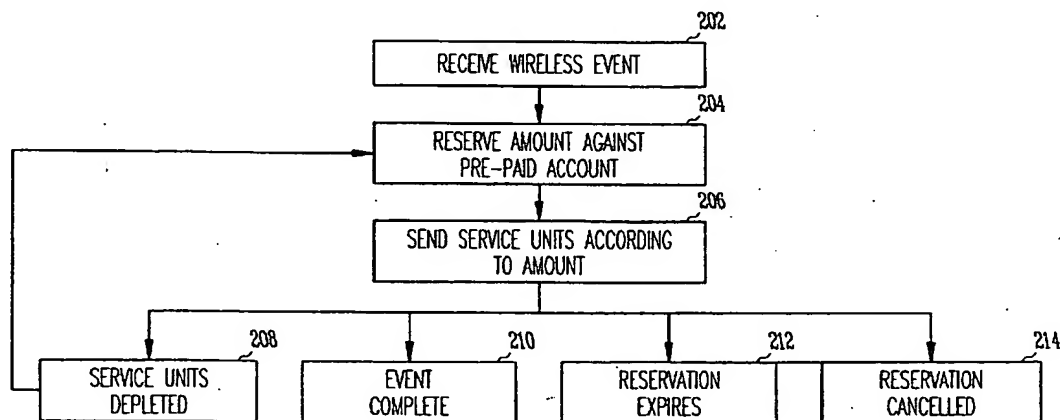 202
RECEIVE WIRELESS EVENT
204
RESERVE AMOUNT AGAINST
PRE-PAID ACCOUNT
206
SEND SERVICE UNITS ACCORDING
TO AMOUNT
208
SERVICE UNITS
DEPLETED
210
EVENT
COMPLETE
212
RESERVATION
EXPIRES
214
RESERVATION
CANCELLED